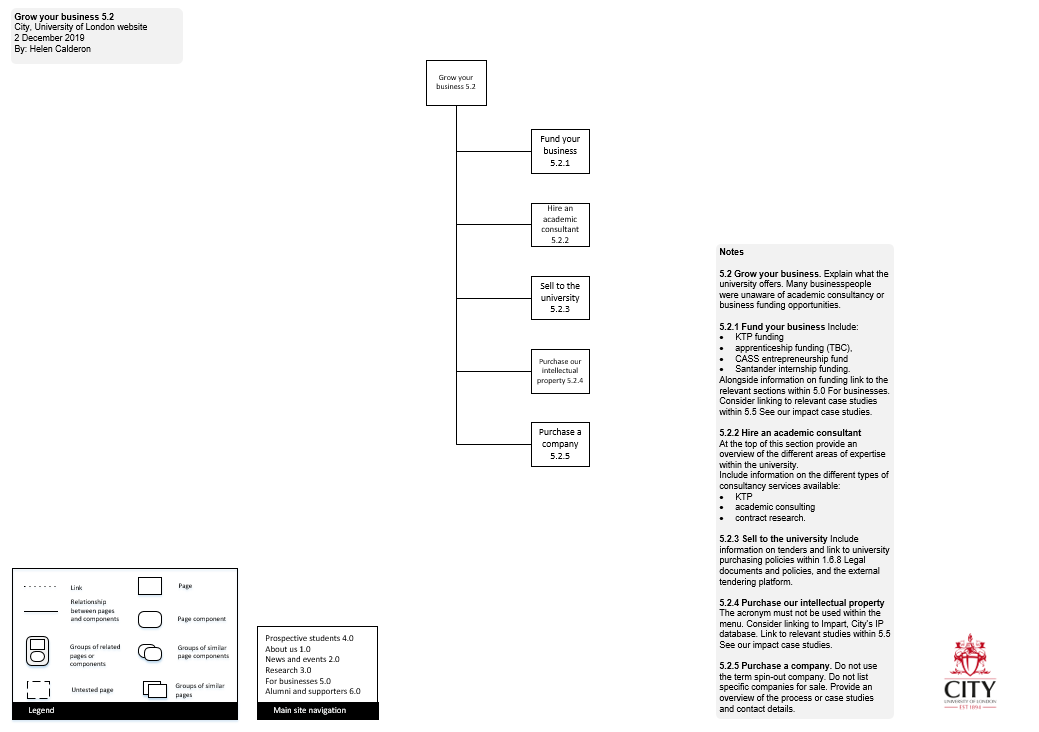 Grow your business 5.2
City, University of London website
2 December 2019
By: Helen Calderon
Grow your
business 5.2
Fund your
business
5.2.1
Hire an
academic
consultant
5.2.2
Sell to the
university
5.2.3
Purchase our
intellectual
property 5.2.4
Purchase a
company
5.2.5
Notes
5.2 Grow your business. Explain what the
university offers. Many businesspeople
were unaware of academic consultancy or
business funding opportunities.
5.2.1 Fund your business Include:
• KTP funding
• apprenticeship funding (TBC),
• CASS entrepreneurship fund
• Santander internship funding.
Alongside information on funding link to the
relevant sections within 5.0 For businesses.
Consider linking to relevant case studies
within 5.5 See our impact case studies.
5.2.2 Hire an academic consultant
At the top of this section provide an
overview of the different areas of expertise
within the university.
Include information on the different types of
consultancy services available:
• KTP
• academic consulting
• contract research.
5.2.3 Sell to the university Include
information on tenders and link to university
purchasing policies within 1.6.8 Legal
documents and policies, and the external
tendering platform.
5.2.4 Purchase our intellectual property
The acronym must not be used within the
menu. Consider linking to Impart, City's IP
database. Link to relevant studies within 5.5
See our impact case studies.
5.2.5 Purchase a company. Do not use
the term spin-out company. Do not list
specific companies for sale. Provide an
overview of the process or case studies
and contact details.
Link
Relationship
between pages
and components
Groups of related
pages or
components
Untested page
Page
Page component
Groups of similar
page components
Groups of similar
pages
Legend
Prospective students 4.0
About us 1.0
News and events 2.0
Research 3.0
For businesses 5.0
Alumni and supporters 6.0
Main site navigation
CITY
UNIVERSITY OF LONDON
EST 1894